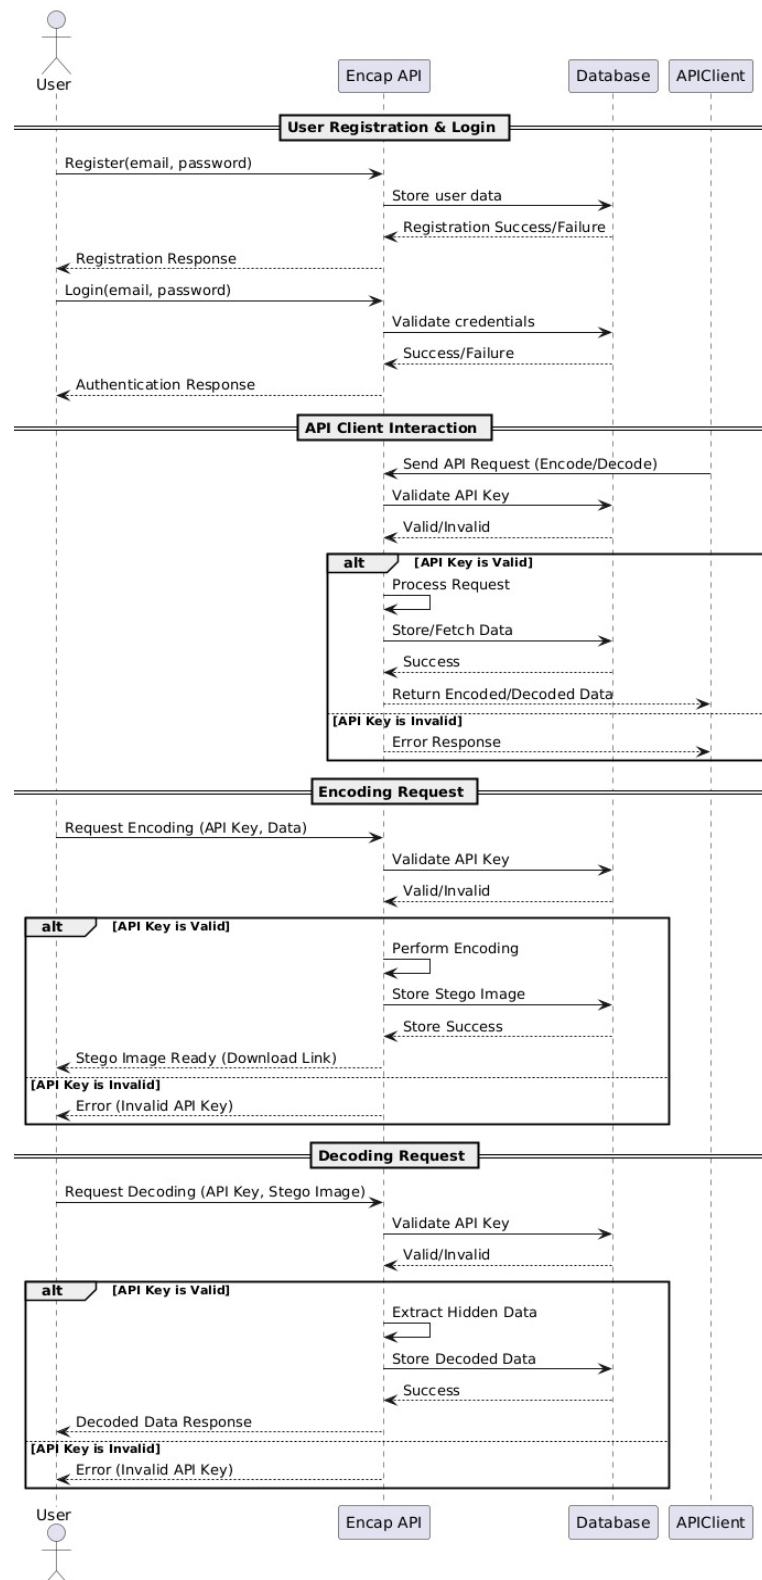 User
Encap API
Database
APIClient
User Registration & Login
Register(email, password)
Store user data
Registration Success/Failure
Registration Response
Login(email, password)
Validate credentials
Success/Failure
Authentication Response
API Client Interaction
Send API Request (Encode/Decode)
Validate API Key
Valid/Invalid
alt [API Key is Valid]
Process Request
Store/Fetch Data
Success
Return Encoded/Decoded Data
[API Key is Invalid]
Error Response
Encoding Request
Request Encoding (API Key, Data)
Validate API Key
Valid/Invalid
alt [API Key is Valid]
Perform Encoding
Store Stego Image
Store Success
Stego Image Ready (Download Link)
[API Key is Invalid]
Error (Invalid API Key)
Decoding Request
Request Decoding (API Key, Stego Image)
Validate API Key
Valid/Invalid
alt [API Key is Valid]
Extract Hidden Data
Store Decoded Data
Success
Decoded Data Response
[API Key is Invalid]
Error (Invalid API Key)
User
Encap API
Database
APIClient